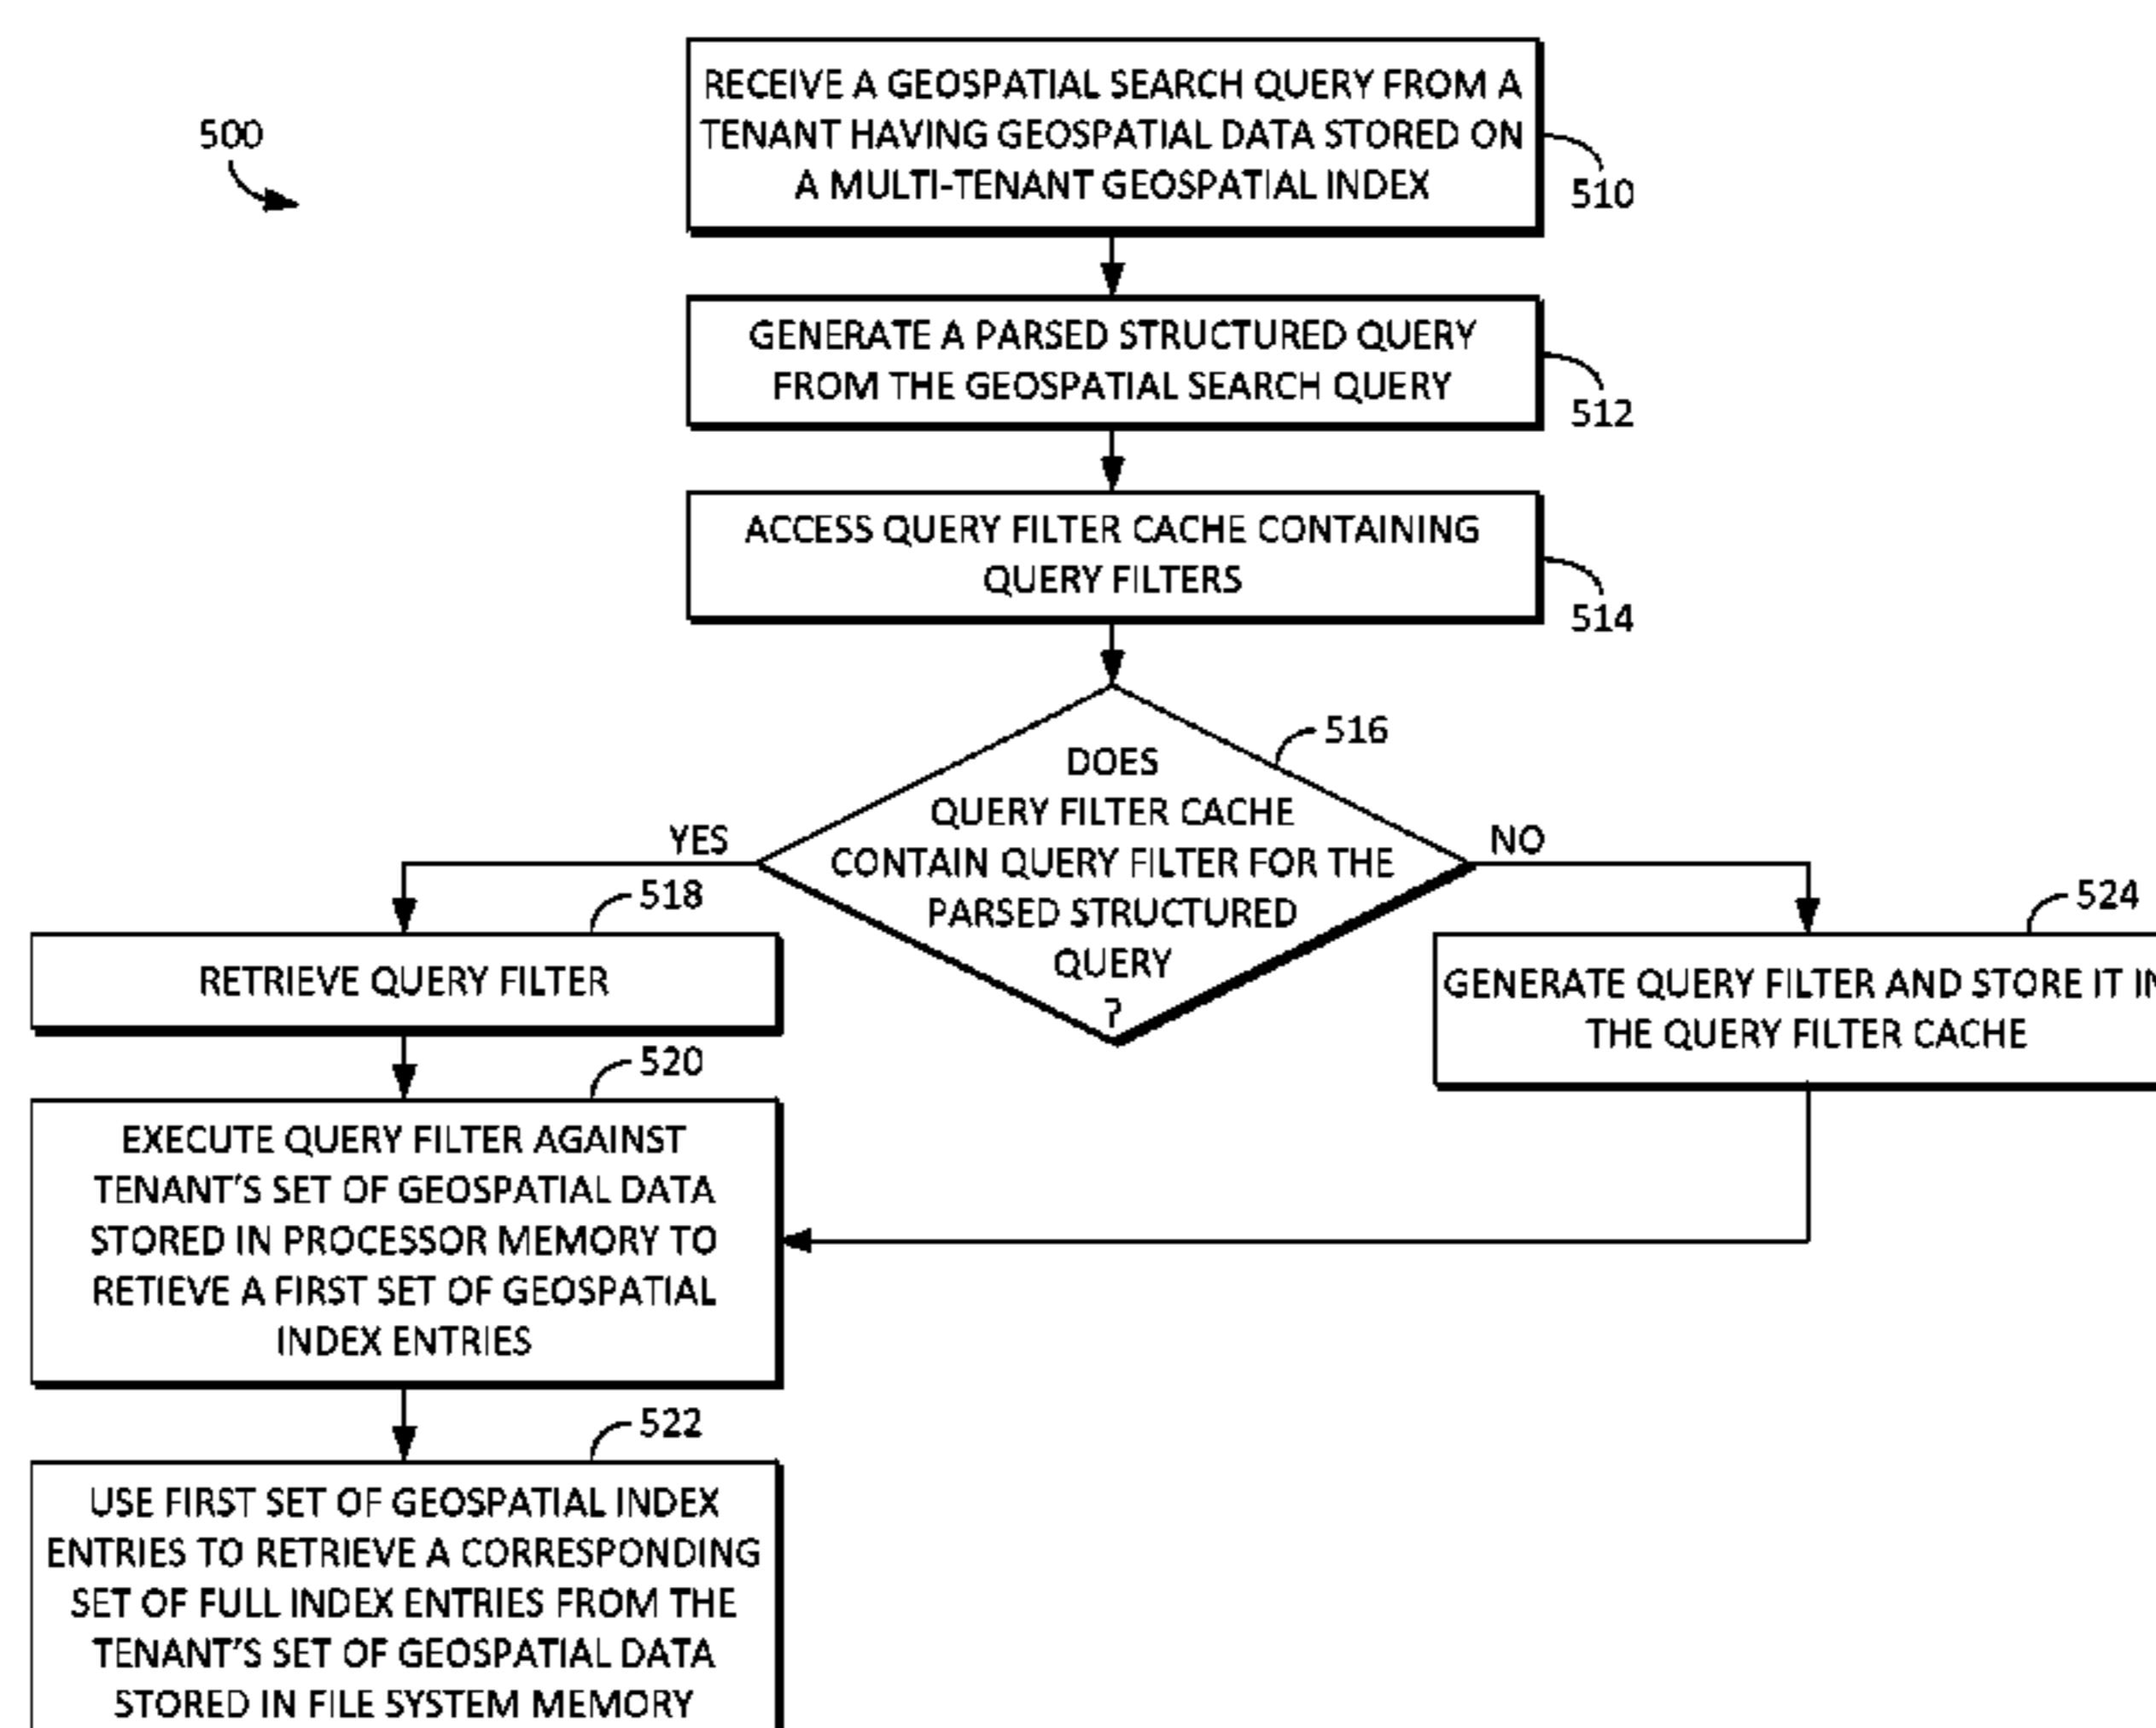 500
RECEIVE A GEOSPATIAL SEARCH QUERY FROM A
TENANT HAVING GEOSPATIAL DATA STORED ON
A MULTI-TENANT GEOSPATIAL INDEX
510
GENERATE A PARSED STRUCTURED QUERY
FROM THE GEOSPATIAL SEARCH QUERY
512
ACCESS QUERY FILTER CACHE CONTAINING
QUERY FILTERS
514
516
DOES
QUERY FILTER CACHE
CONTAIN QUERY FILTER FOR THE
PARSED STRUCTURED
QUERY
?
YES
NO
518
RETRIEVE QUERY FILTER
524
GENERATE QUERY FILTER AND STORE IT IN
THE QUERY FILTER CACHE
520
EXECUTE QUERY FILTER AGAINST
TENANT'S SET OF GEOSPATIAL DATA
STORED IN PROCESSOR MEMORY TO
RETIEVE A FIRST SET OF GEOSPATIAL
INDEX ENTRIES
522
USE FIRST SET OF GEOSPATIAL INDEX
ENTRIES TO RETRIEVE A CORRESPONDING
SET OF FULL INDEX ENTRIES FROM THE
TENANT'S SET OF GEOSPATIAL DATA
STORED IN FILE SYSTEM MEMORY